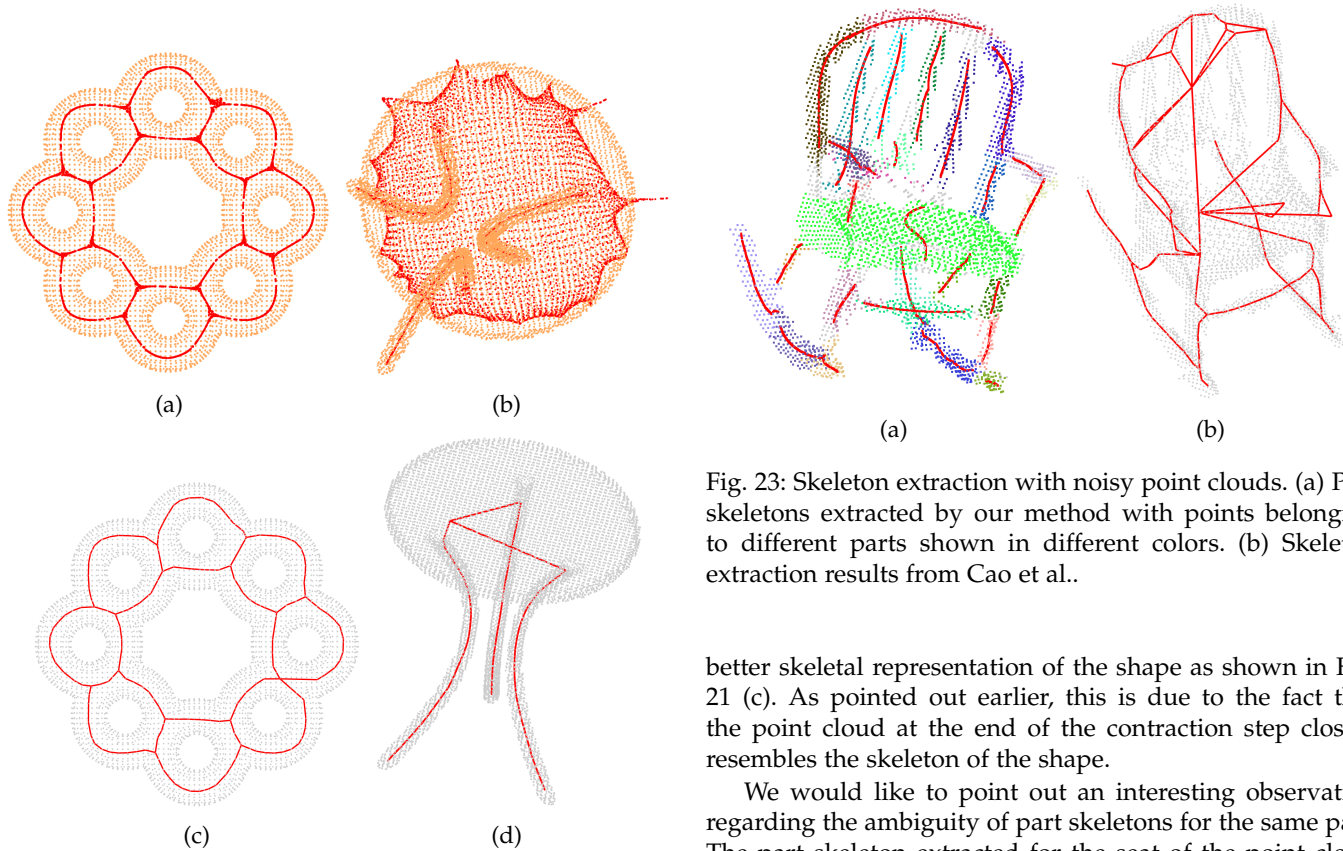 (a)
(b)
(c)
(d)
(a)
(b)
Fig. 23: Skeleton extraction with noisy point clouds. (a)
skeletons extracted by our method with points
to different parts shown in different colors. (b)
extraction results from Cao et al..
better skeletal representation of the shape as shown in
21 (c). As pointed out earlier, this is due to the fact
the point cloud at the end of the contraction step
resembles the skeleton of the shape.
We would like to point out an interesting
regarding the ambiguity of part skeletons for the same